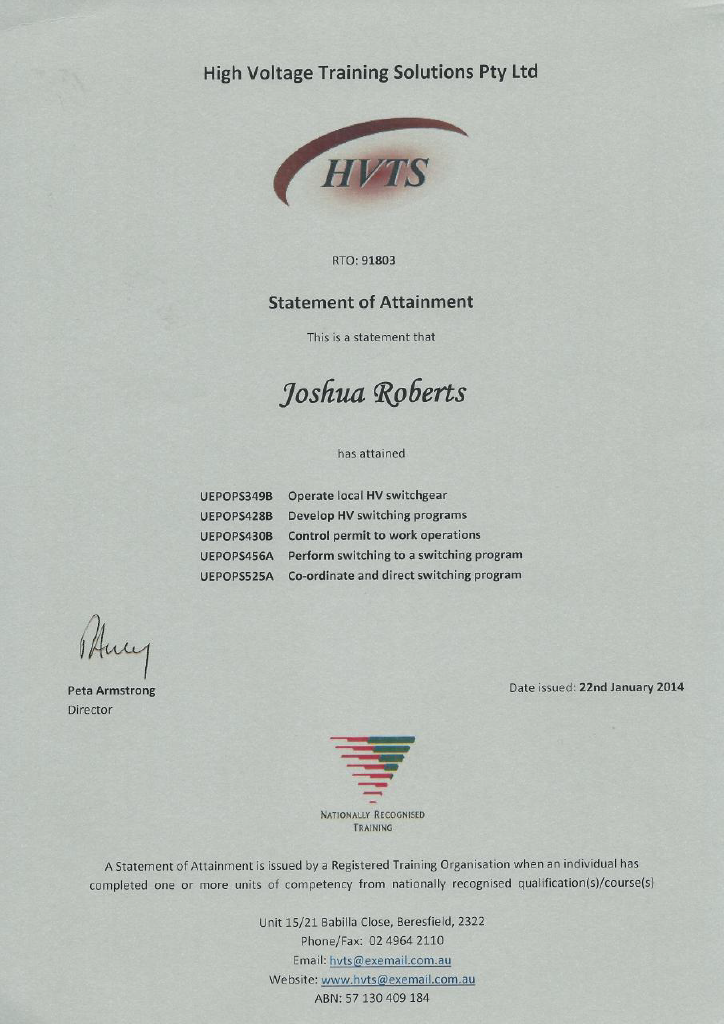 High Voltage Training Solutions Pty Ltd
HVTS
RTO: 91803
Statement of Attainment
This is a statement that
Joshua Roberts
has attained
UEPOPS349B Operate local HV switchgear
UEPOPS428B Develop HV switching programs
UEPOPS430B Control permit to work operations
UEPOPS456A Perform switching to a switching program
UEPOPS525A Co-ordinate and direct switching program
Peta Armstrong
Director
Date issued: 22nd January 2014
NATIONALLY RECOGNISED
TRAINING
A Statement of Attainment is issued by a Registered Training Organisation when an individual has
completed one or more units of competency from nationally recognised qualification(s)/course(s)
Unit 15/21 Babilla Close, Beresfield, 2322
Phone/Fax: 02 4964 2110
Email: hvts@exemail.com.au
Website: www.hvts@exemail.com.au
ABN: 57 130 409 184